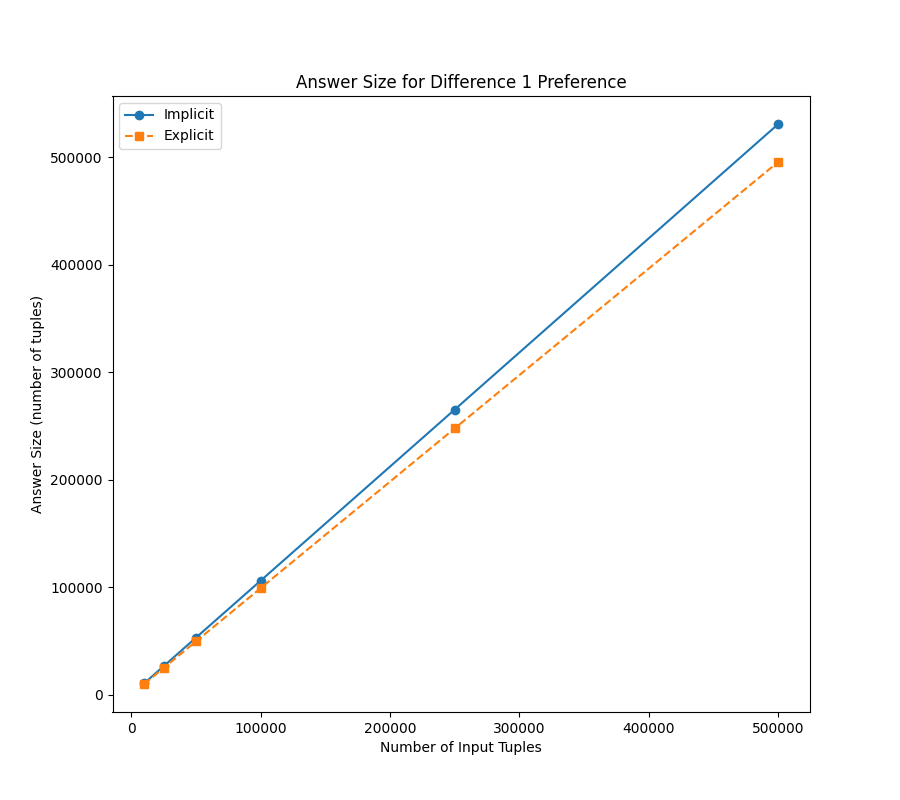 Answer Size for Difference 1 Preference
Implicit
Explicit
Answer Size (number of tuples)
500000
400000
300000
200000
100000
0
0 100000 200000 300000 400000 500000
Number of Input Tuples